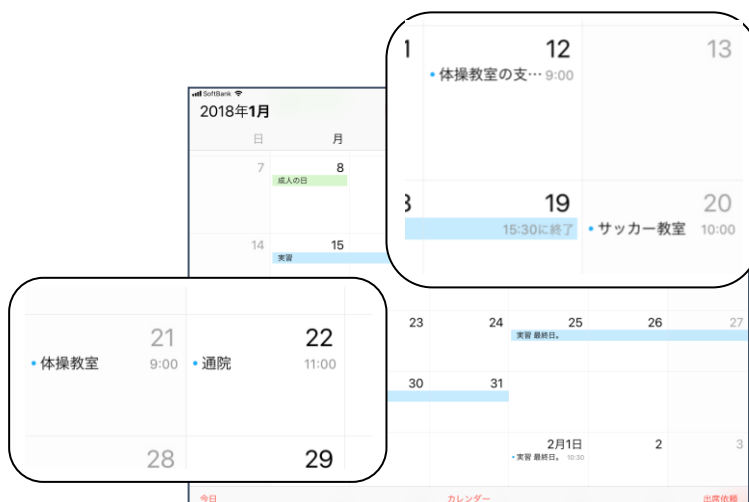 SoftBank
2018年1月
日 月
7 8
成人の日
14 15
実習
1 12 13
体操教室の支… 9:00
19 20
15:30に終了 サッカー教室 10:00
21 22
体操教室 9:00 通院 11:00
28 29
23 24 25 26 27
実習 最終日。
30 31
2月1日 2 3
実習 最終日。 10:30
今日 カレンダー 出席依頼